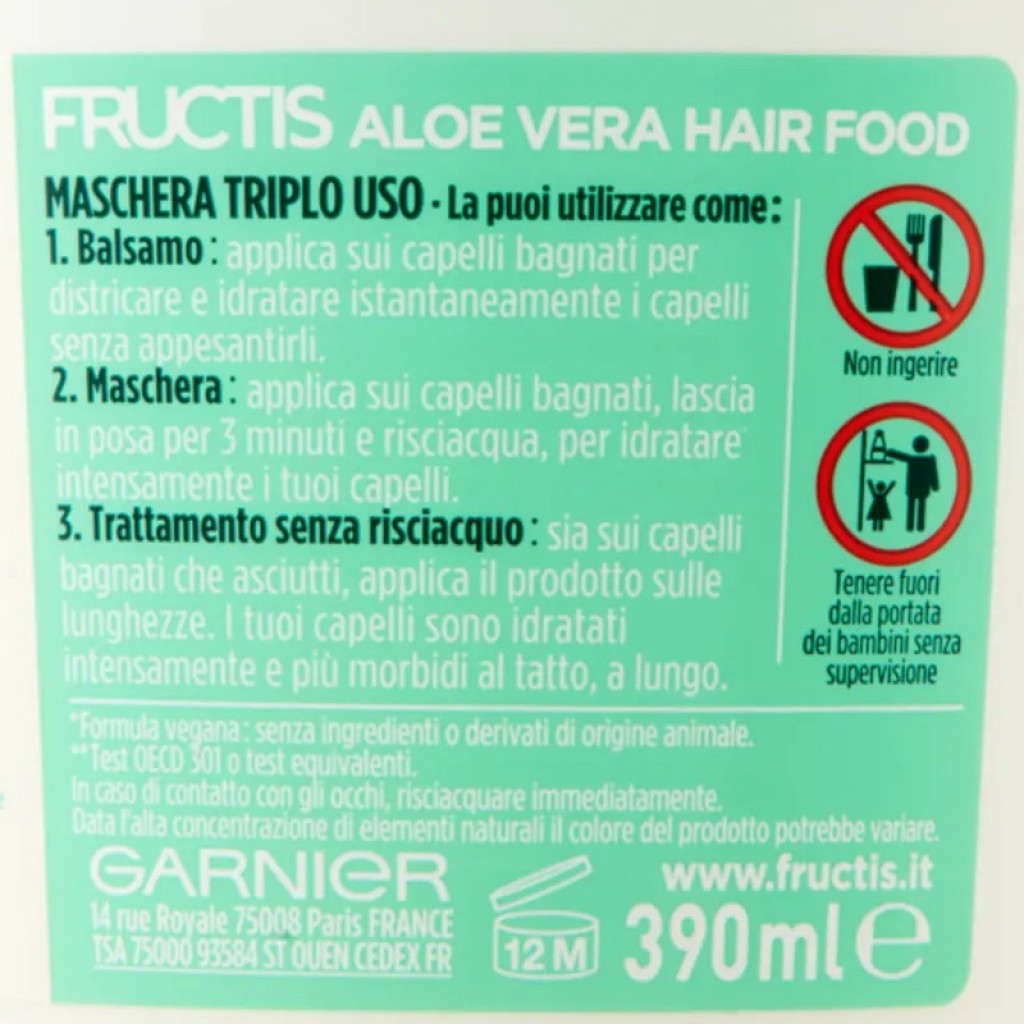 FRUCTIS ALOE VERA HAIR FOOD
MASCHERA TRIPLO USO · La puoi utilizzare come:
1. Balsamo : applica sui capelli bagnati per
districare e idratare istantaneamente i capelli
senza appesantirli.
2. Maschera : applica sui capelli bagnati, lascia
in posa per 3 minuti e risciacqua, per idratare
intensamente i tuoi capelli.
3. Trattamento senza risciacquo : sia sui capelli
bagnati che asciutti, applica il prodotto sulle
lunghezze. I tuoi capelli sono idratati
intensamente e più morbidi al tatto, a lungo.
Non ingerire
Tenere fuori
dalla portata
dei bambini senza
supervisione
*Formula vegana : senza ingredienti o derivati di origine animale.
**Test OECD 301 o test equivalenti.
In caso di contatto con gli occhi, risciacquare immediatamente.
Data l'alta concentrazione di elementi naturali il colore del prodotto potrebbe variare.
GARNIER
14 rue Royale 75008 Paris FRANCE
TSA 75000 93584 ST OUEN CEDEX FR
12 M
www.fructis.it
390ml e